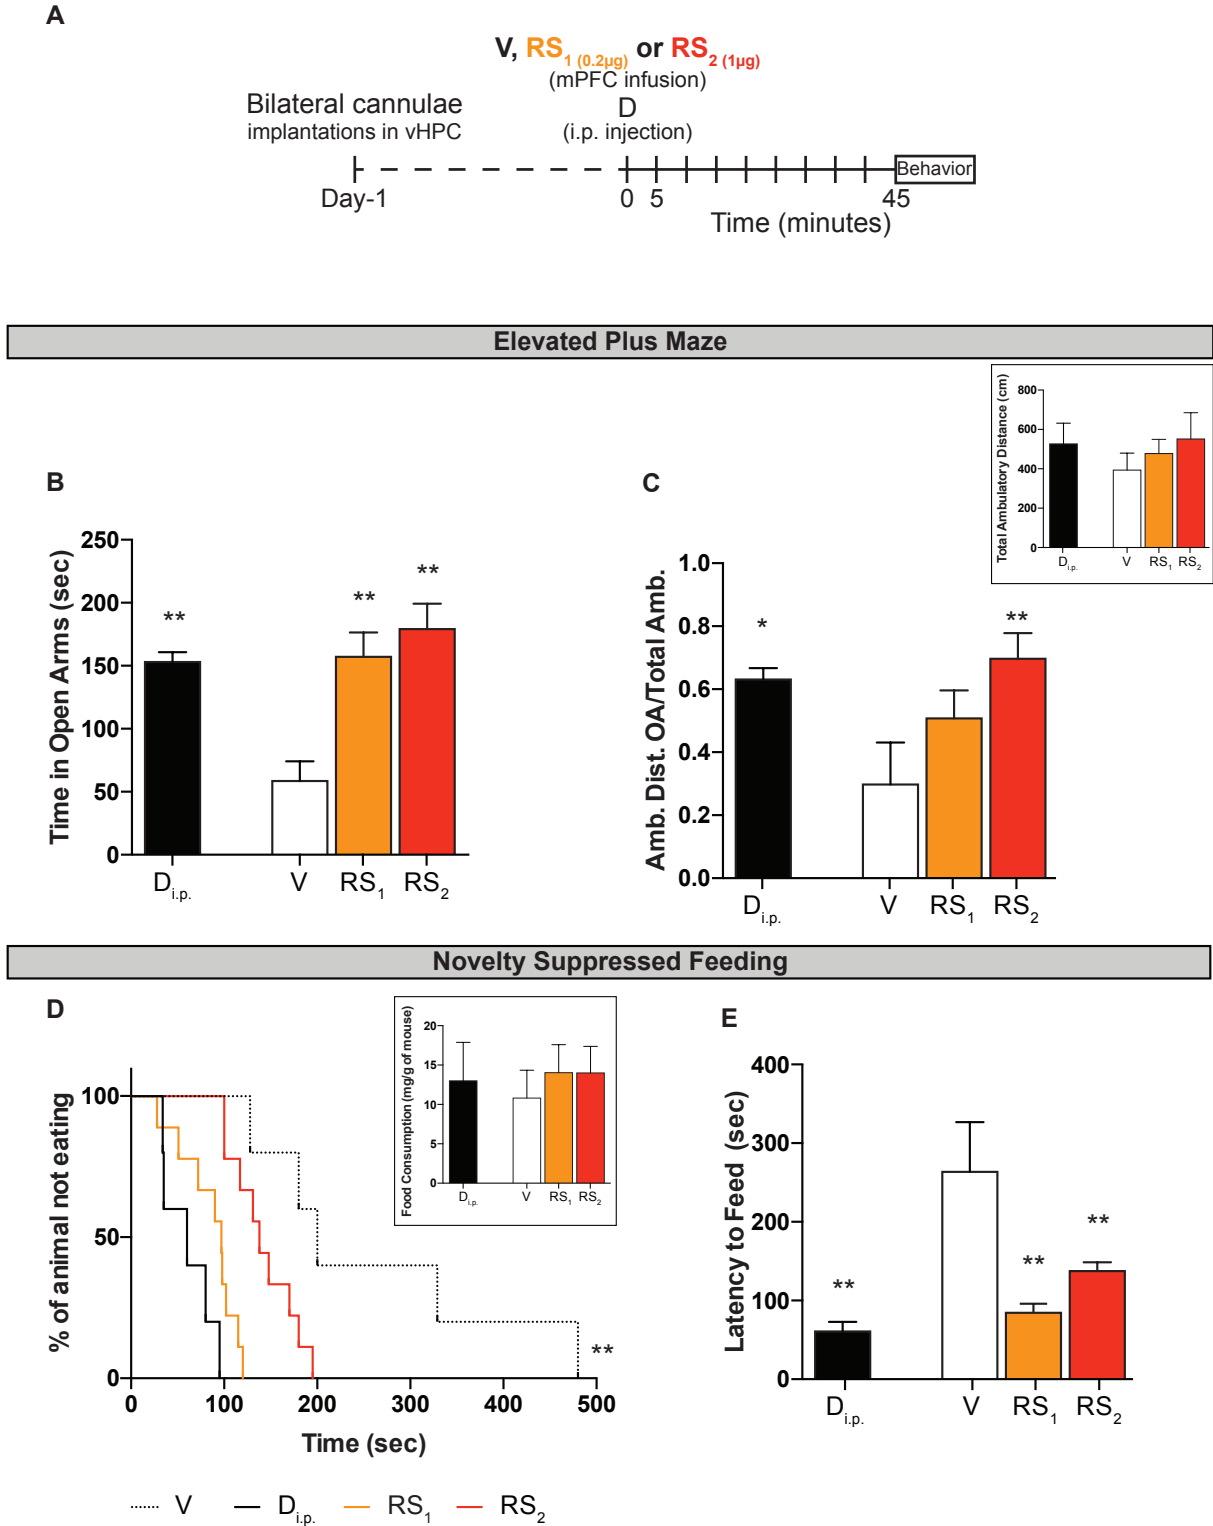 A
V, RS1 (0.2µg) or RS2 (1µg)
(mPFC infusion)
Bilateral cannulae
D
implantations in vHPC
(i.p. injection)
Behavior
Day-1
0 5
45
Time (minutes)
Elevated Plus Maze
B
Time in Open Arms (sec)
250
200
150
100
50
0
**
**
**
Di.p.
V
RS1
RS2
C
Amb. Dist. OA/Total Amb.
1.0
0.8
0.6
0.4
0.2
0.0
*
**
Di.p.
V
RS1
RS2
Total Ambulatory Distance (cm)
800
600
400
200
0
Di.p.
V
RS1
RS2
Novelty Suppressed Feeding
D
% of animal not eating
100
50
0
0
100
200
300
400
500
Time (sec)
**
V
Di.p.
RS1
RS2
Food Consumption (mg/g of mouse)
20
15
10
5
0
Di.p.
V
RS1
RS2
E
Latency to Feed (sec)
400
300
200
100
0
**
**
**
Di.p.
V
RS1
RS2